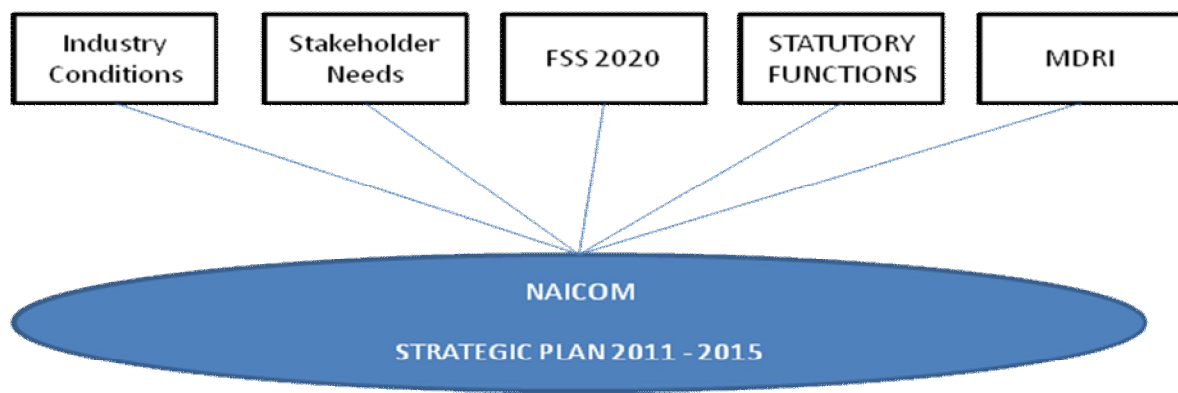 Industry
Conditions
Stakeholder
Needs
FSS 2020
STATUTORY
FUNCTIONS
MDRI
NAICOM
STRATEGIC PLAN 2011 - 2015